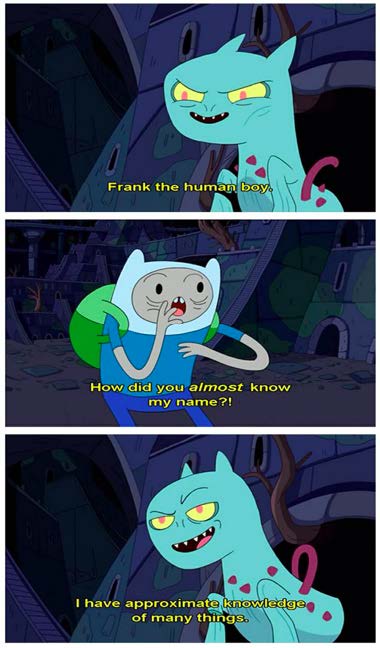 Frank the human boy.
How did you almost know
my name?!
I have approximate knowledge
of many things.